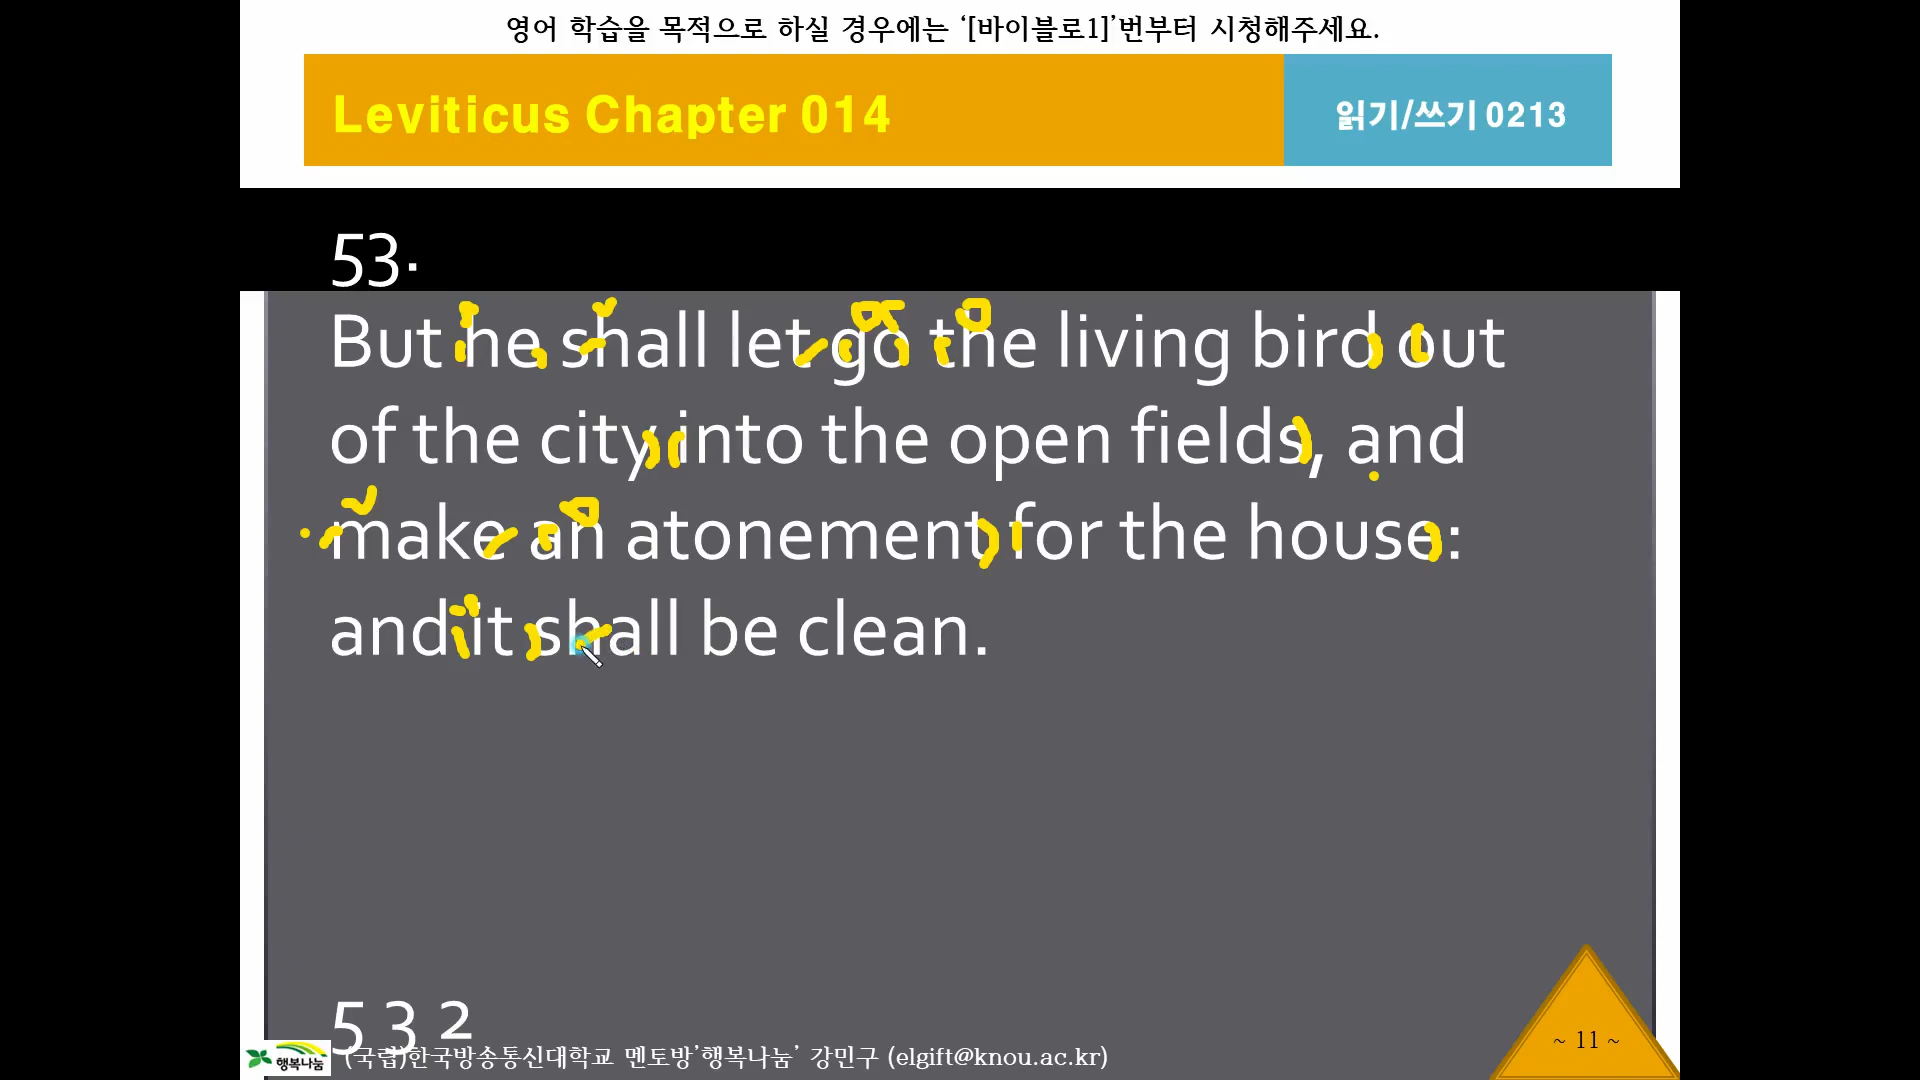 영어 학습을 목적으로 하실 경우에는 ‘[바이블로1]’번부터 시청해주세요.
Leviticus Chapter 014
읽기/쓰기 0213
53.
But he shall let go the living bird out
of the city into the open fields, and
make an atonement for the house:
and it shall be clean.
5 3 2
행복나눔
(국립)한국방송통신대학교 멘토방’행복나눔’ 강민구 (elgift@knou.ac.kr)
~ 11 ~